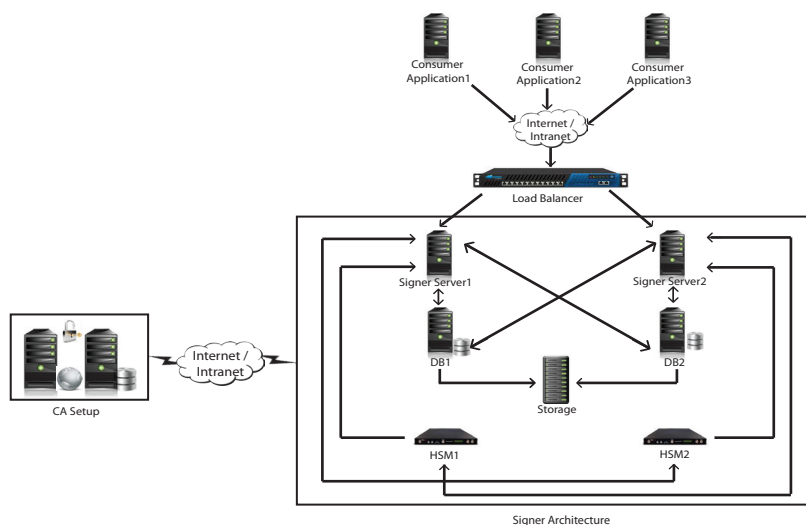 Consumer
Application1
Consumer
Application2
Consumer
Application3
Internet /
Intranet
Load Balancer
Signer Server1
Signer Server2
DB1
DB2
Storage
Internet /
Intranet
CA Setup
HSM1
HSM2
Signer Architecture